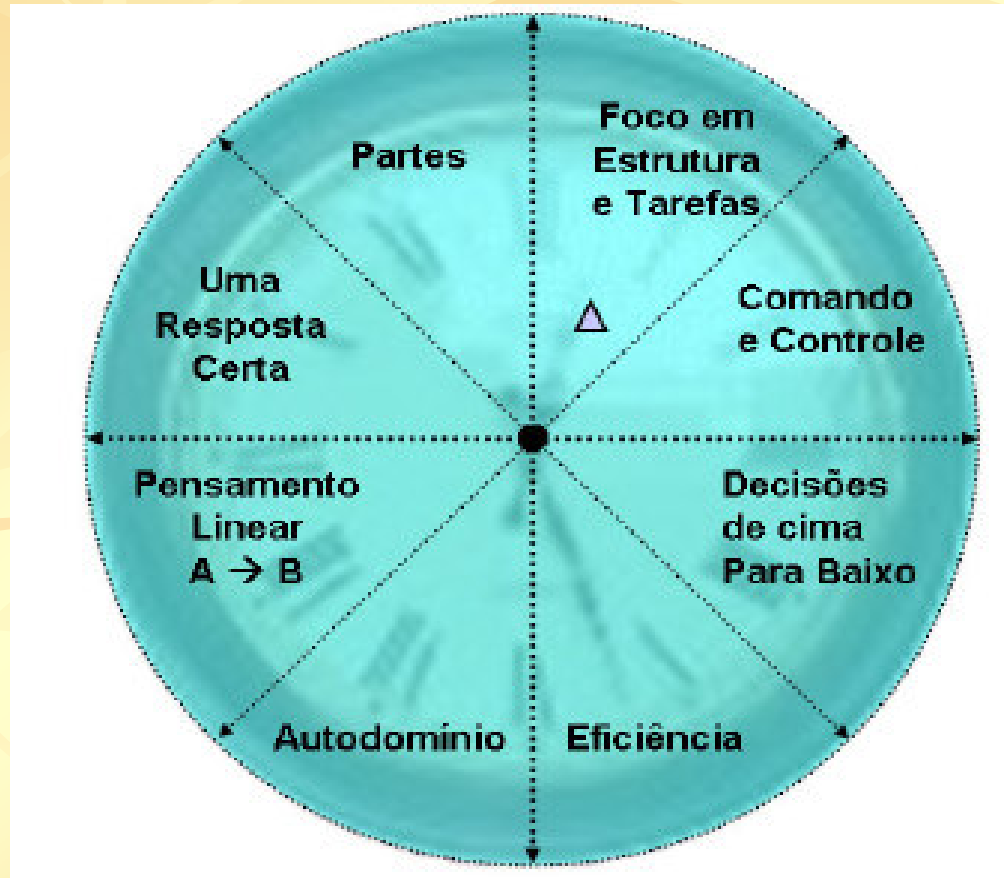 Partes
Foco em
Estrutura
e Tarefas
Uma
Resposta
Certa
Comando
e Controle
Pensamento
Linear
A → B
Decisões
de cima
Para Baixo
Autodomínio
Eficiência